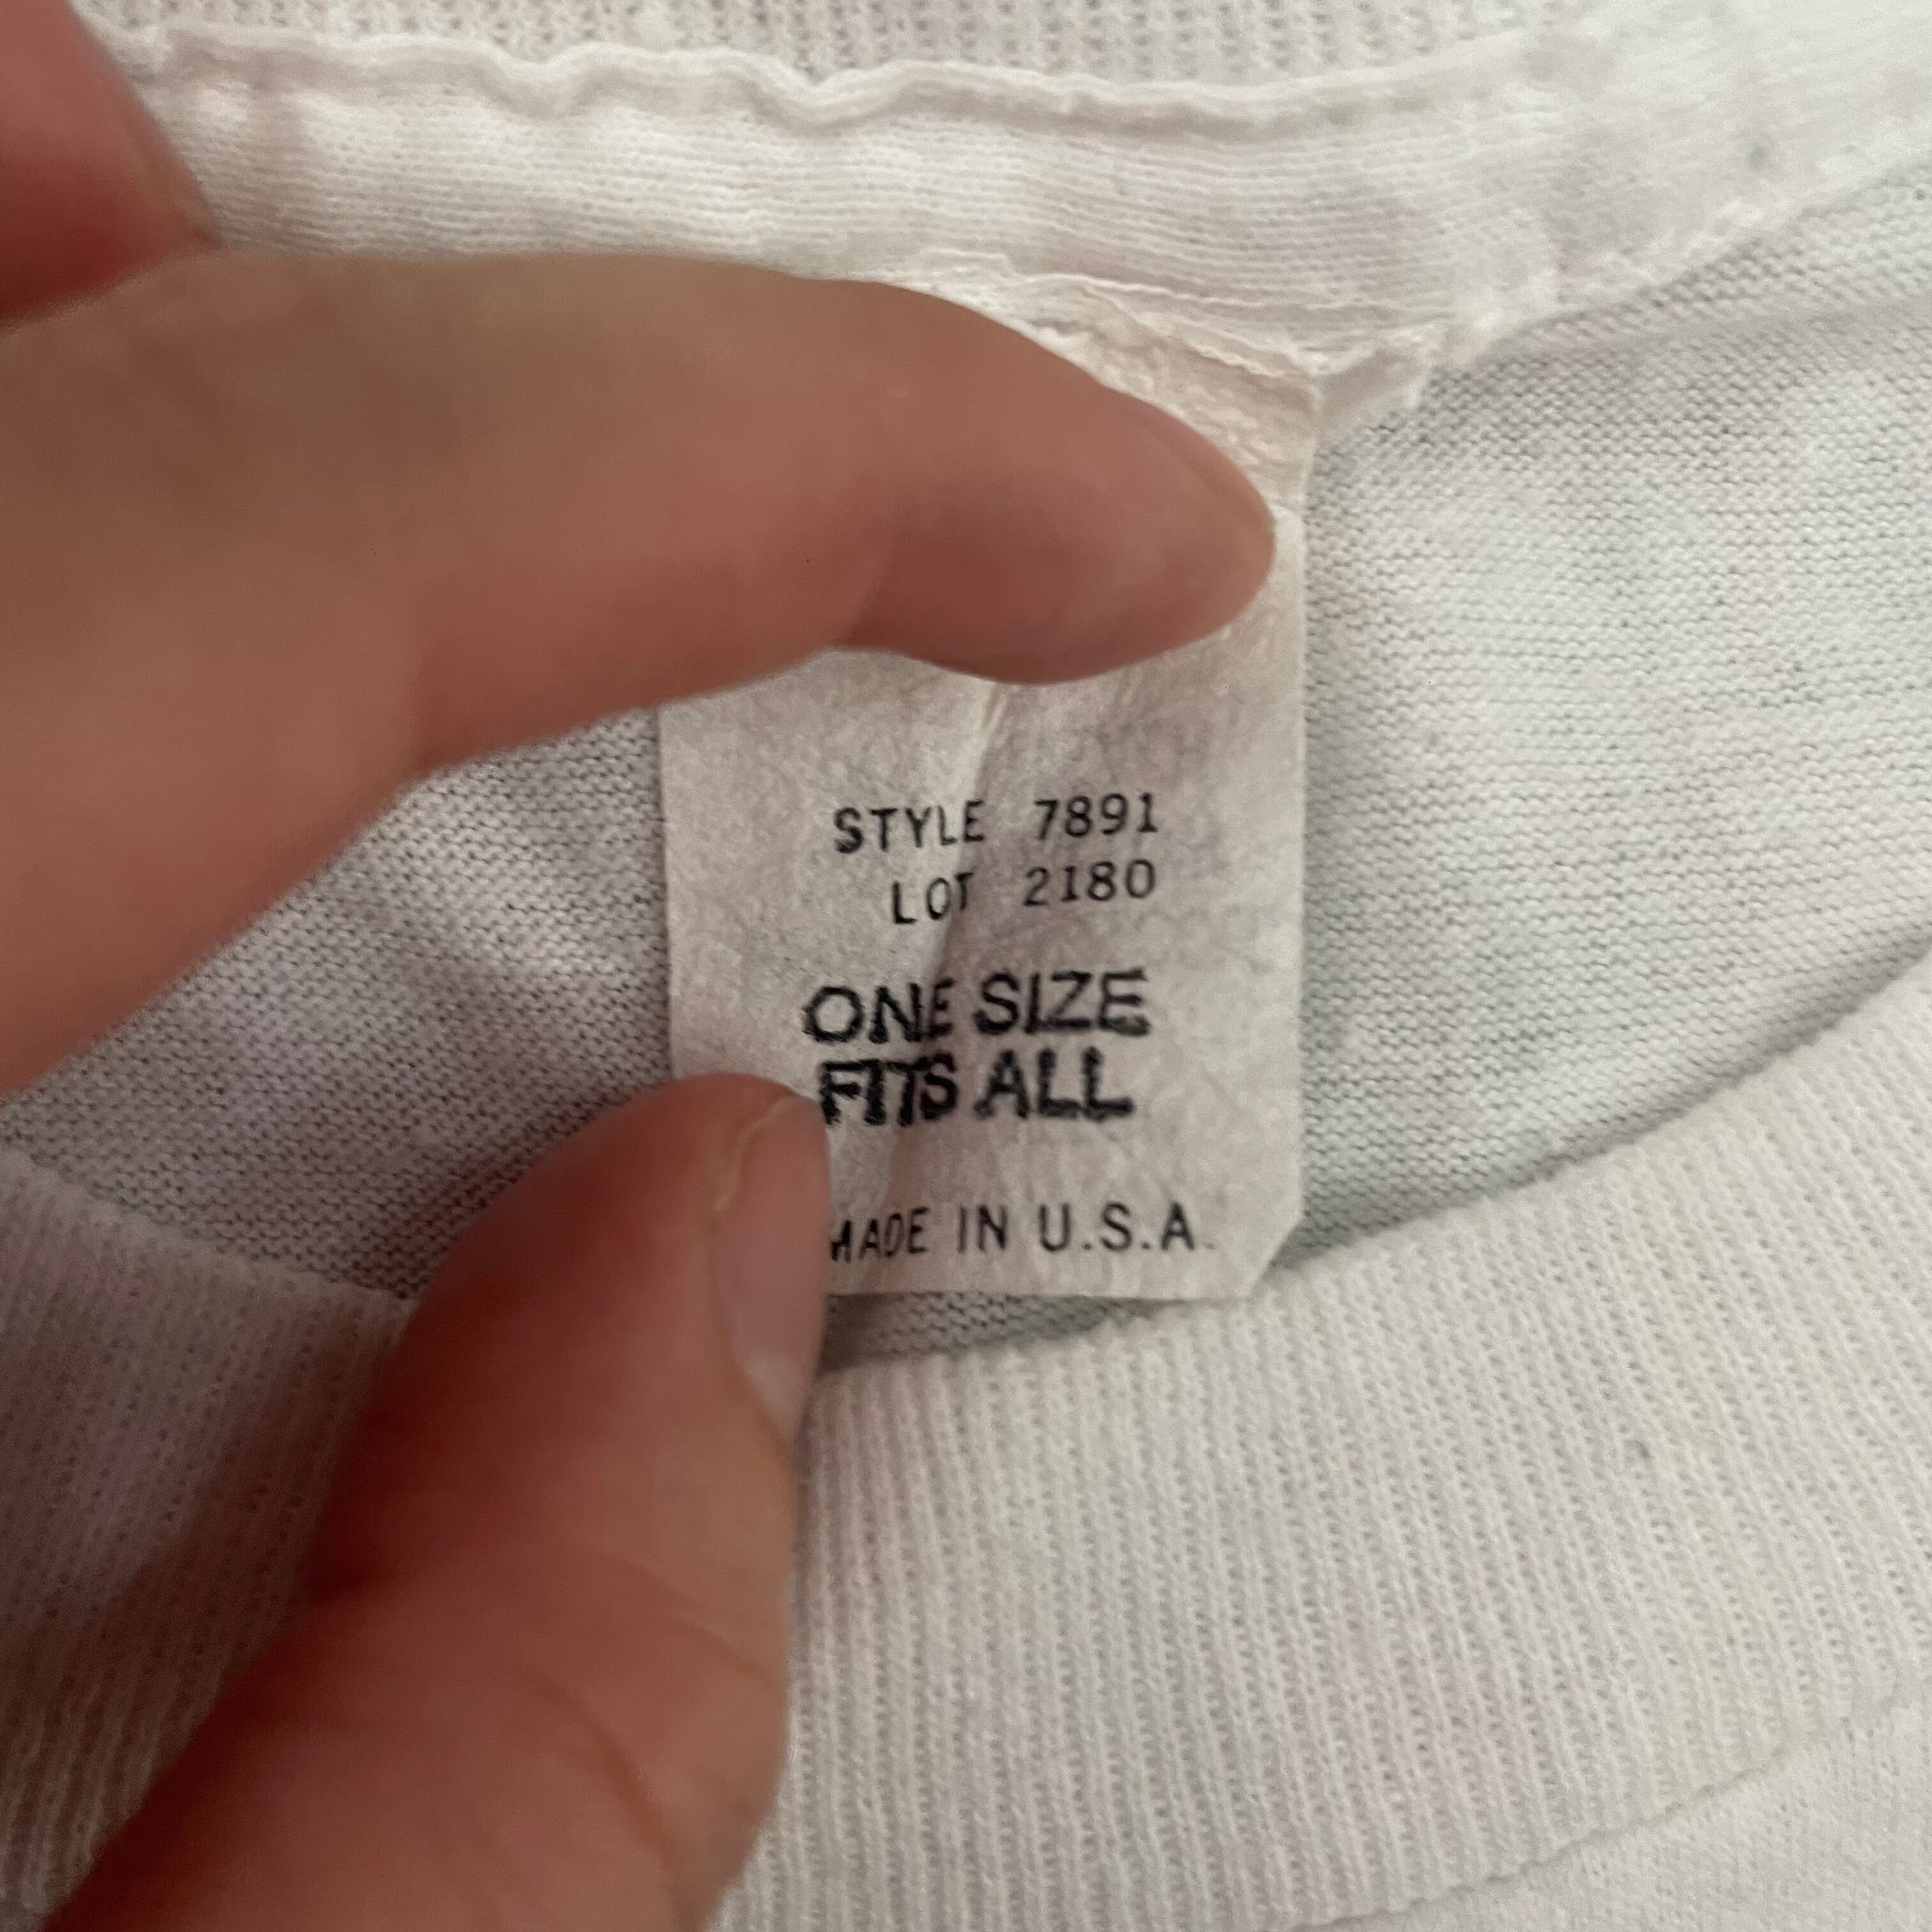 STYLE 7891
LOT 2180
ONE SIZE
FITS ALL
MADE IN U.S.A.